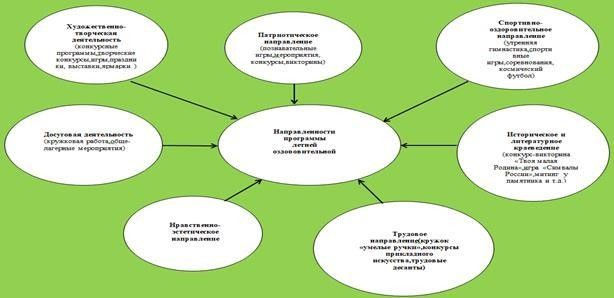 Художественно-
творческая
деятельность
(конкурсные
программы,творческие
конкурсы,игры,праздни
ки, выставки,ярмарки )
Патриотическое
направление
(познавательные
игры,мероприятия,
конкурсы,викторины)
Спортивно-
оздоровительное
направление
(утренняя
гимнастика,спорти
вные
игры,соревнования,
космический
футбол)
Досуговая деятельность
(кружковая работа,обще-
лагерные мероприятия)
Направленности
программы
летней
оздоровительной
Историческое и
литературное
краеведение
(конкурс-викторина
«Твоя малая
Родина»,игра «Символы
России»,митинг у
памятника и т.д.)
Нравственно-
эстетическое
направление
Трудовое
направление(кружок
«умелые ручки»,конкурсы
прикладного
искусства,трудовые
десанты)